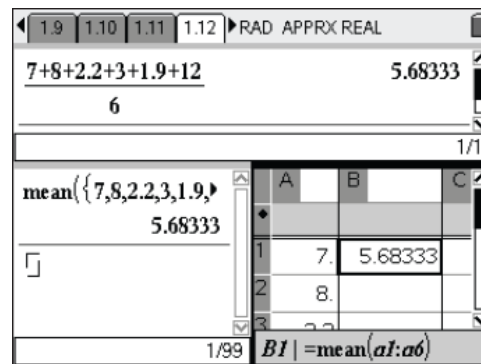 1.9 1.10 1.11 1.12 RAD APPRX REAL
7+8+2.2+3+1.9+12
6
5.68333
1/1
mean({7,8,2.2,3,1.9,
5.68333
1/99
A B C
◆
1 7. 5.68333
2 8.
3
B1 =mean(a1:a6)